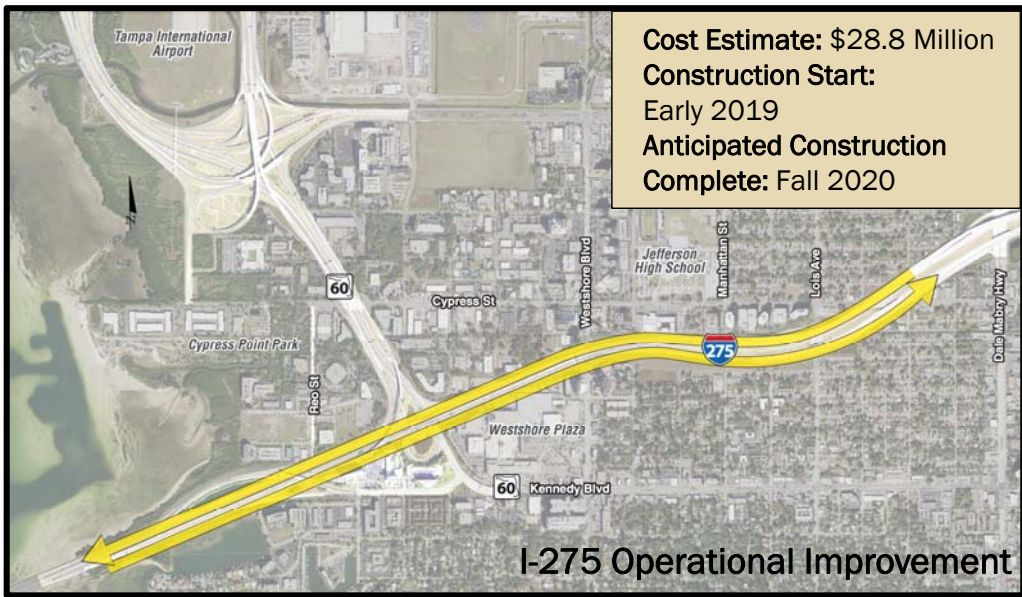 Tampa International
Airport
Cost Estimate: $28.8 Million
Construction Start:
Early 2019
Anticipated Construction
Complete: Fall 2020
N
60
Cypress St
Westshore Blvd
Jefferson
High School
Manhattan St
Lois Ave
Dale Mabry Hwy
275
Cypress Point Park
Reo St
Westshore Plaza
60
Kennedy Blvd
I-275 Operational Improvement